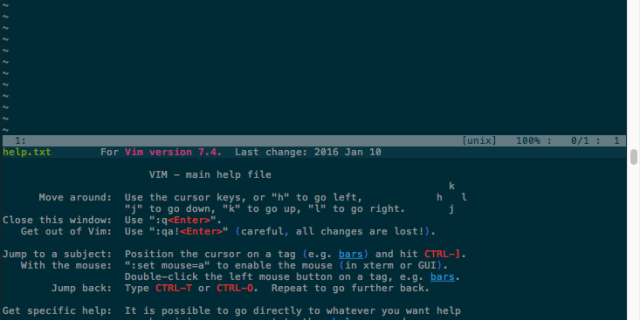 ~
~
~
~
~
~
~
~
~
~
~
1: [unix] 100% : 0/1 : 1
help.txt For Vim version 7.4. Last change: 2016 Jan 10
VIM - main help file
k
Move around: Use the cursor keys, or "h" to go left, h l
"j" to go down, "k" to go up, "l" to go right. j
Close this window: Use ":q<Enter>".
Get out of Vim: Use ":qa!<Enter>" (careful, all changes are lost!).
Jump to a subject: Position the cursor on a tag (e.g. bars) and hit CTRL-].
With the mouse: ":set mouse=a" to enable the mouse (in xterm or GUI).
Double-click the left mouse button on a tag, e.g. bars.
Jump back: Type CTRL-T or CTRL-O. Repeat to go further back.
Get specific help: It is possible to go directly to whatever you want help